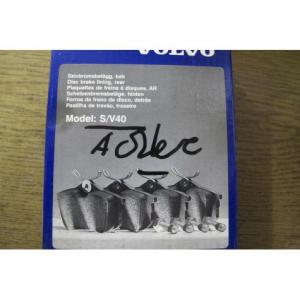 VOLVO
Skivbromsbelägg, bak
Disc brake lining, rear
Plaquettes de freins à disques, AR
Scheibenbremsbeläge, hinten
Forros de freno de disco, detrás
Pastilha de travão, traseiro
Model: S/V40